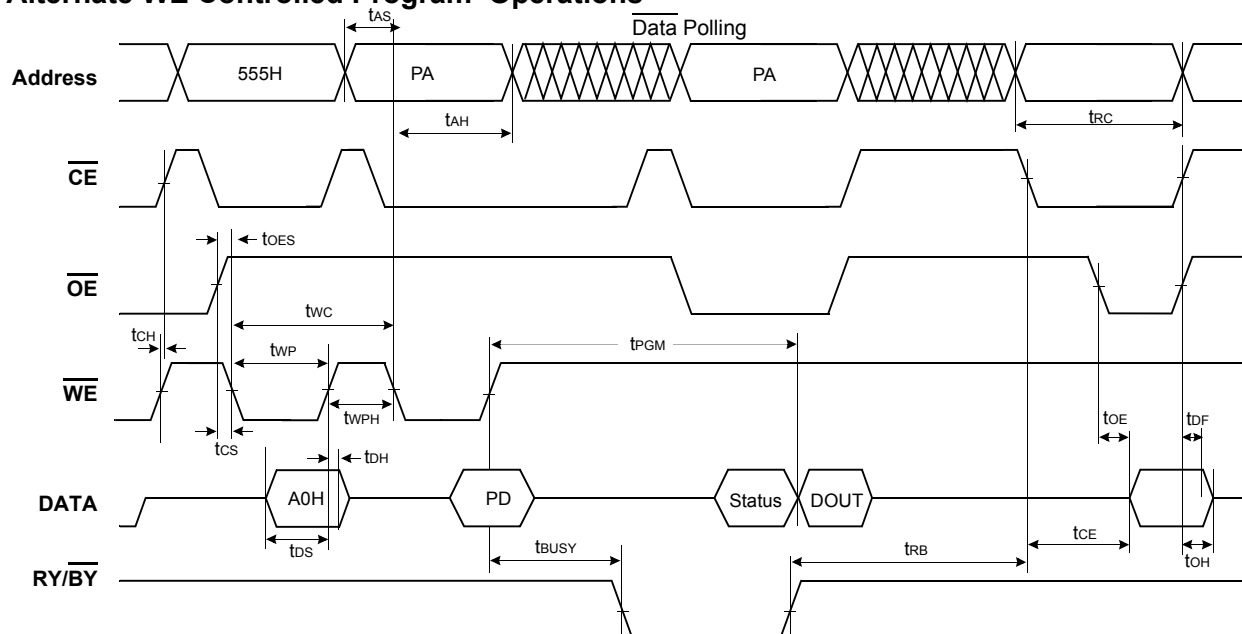 Alternate WE Controlled Program Operations
tAS
Data Polling
Address
555H
PA
PA
tAH
tRC
CE
tOES
OE
tWC
tCH
tWP
tPGM
WE
tWPH
tOE
tDF
tCS
tDH
DATA
A0H
PD
Status
DOUT
tDS
tBUSY
tRB
tCE
tOH
RY/BY